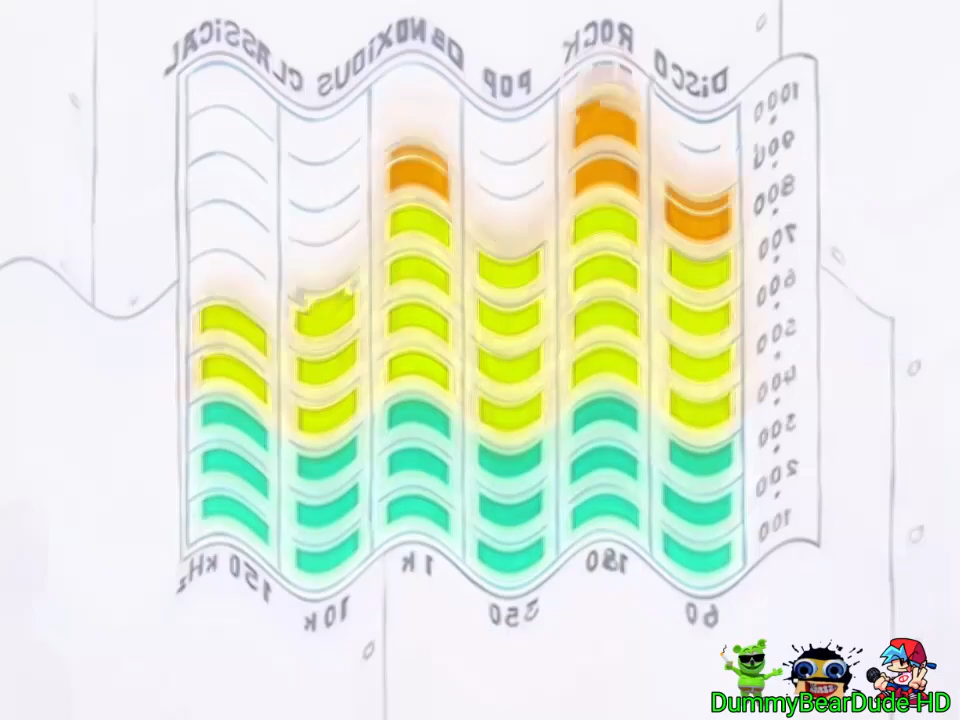 DiSCO
ROCK
POP
OBNOXiOUS
CLASSiCAL
1000
900
800
700
600
500
400
300
200
100
60
180
350
1k
10k
150 kHz
DummyBearDude HD